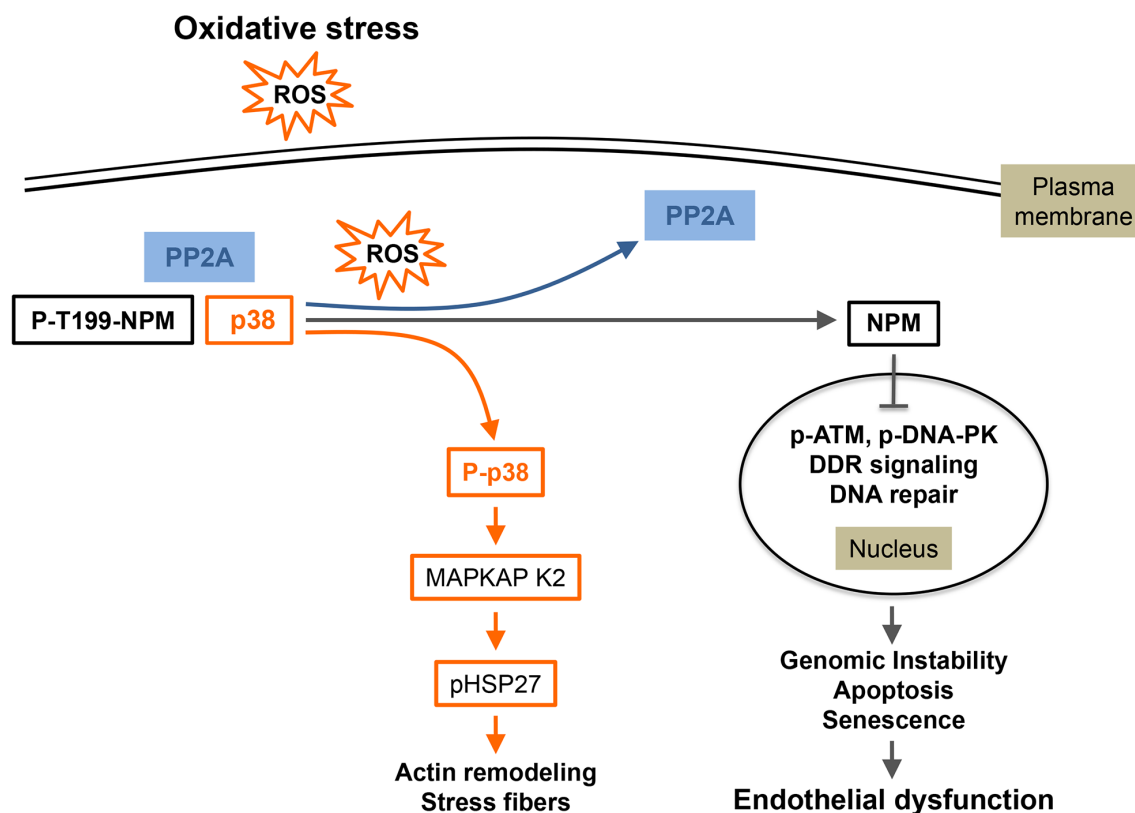 Oxidative stress
ROS
Plasma
membrane
PP2A
ROS
PP2A
P-T199-NPM
p38
NPM
p-ATM, p-DNA-PK
DDR signaling
DNA repair
Nucleus
P-p38
MAPKAP K2
pHSP27
Actin remodeling
Stress fibers
Genomic Instability
Apoptosis
Senescence
Endothelial dysfunction